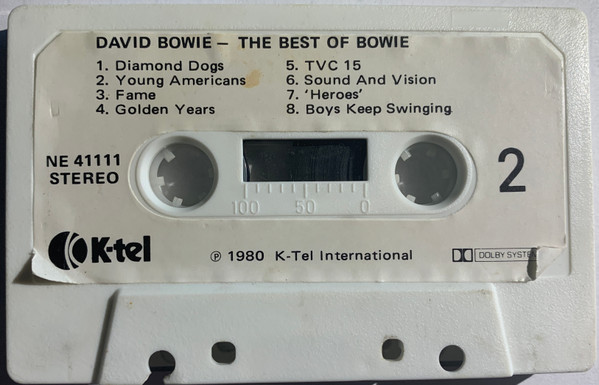 DAVID BOWIE – THE BEST OF BOWIE
1. Diamond Dogs
2. Young Americans
3. Fame
4. Golden Years
5. TVC 15
6. Sound And Vision
7. 'Heroes'
8. Boys Keep Swinging
NE 41111
STEREO
2
100 50 0
K-tel
℗ 1980 K-Tel International
DOLBY SYSTEM